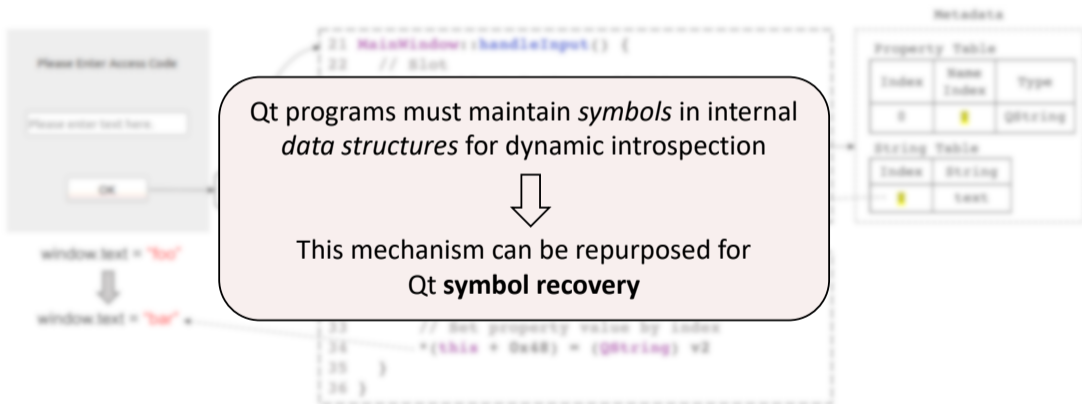 Metadata
21 MainWindow::handleInput() {
22 // Slot
Please Enter Access Code
Please enter text here.
OK
Property Table
Index Name Index Type
0 0 QString
String Table
Index String
0 text
Qt programs must maintain symbols in internal
data structures for dynamic introspection
This mechanism can be repurposed for
Qt symbol recovery
window.text = "foo"
window.text = "bar"
33 // Set property value by index
34 *(this + 0x48) = (QString) v2
35 }
36 }